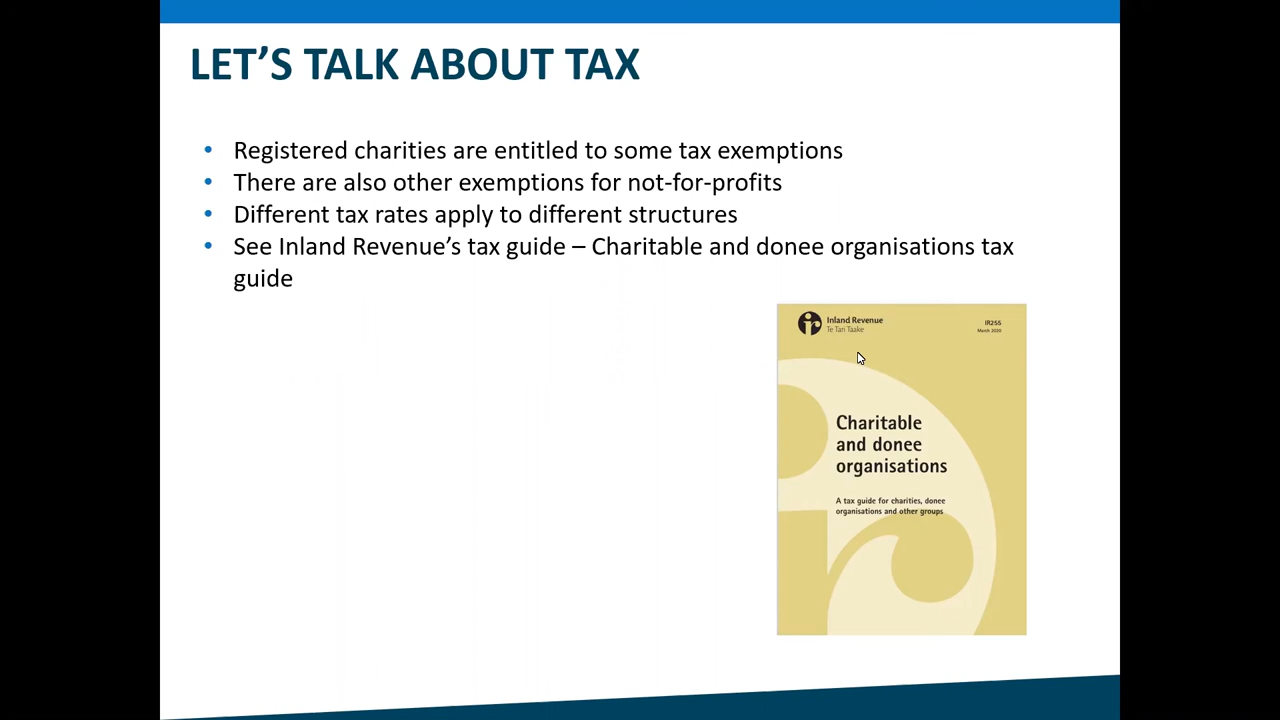 LET’S TALK ABOUT TAX
• Registered charities are entitled to some tax exemptions
• There are also other exemptions for not-for-profits
• Different tax rates apply to different structures
• See Inland Revenue’s tax guide – Charitable and donee organisations tax
guide
Inland Revenue
Te Tari Taake
IR255
March 2020
Charitable
and donee
organisations
A tax guide for charities, donee
organisations and other groups